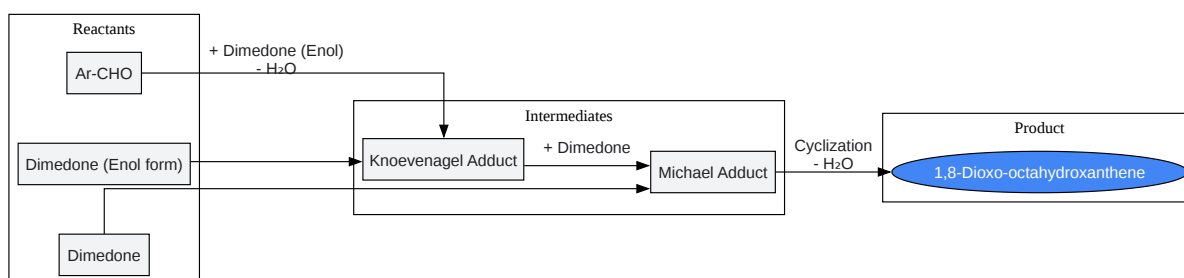 Reactants
Ar-CHO
+ Dimedone (Enol)
- H₂O
Dimedone (Enol form)
Dimedone
Intermediates
Knoevenagel Adduct
+ Dimedone
Michael Adduct
Cyclization
- H₂O
Product
1,8-Dioxo-octahydroxanthene